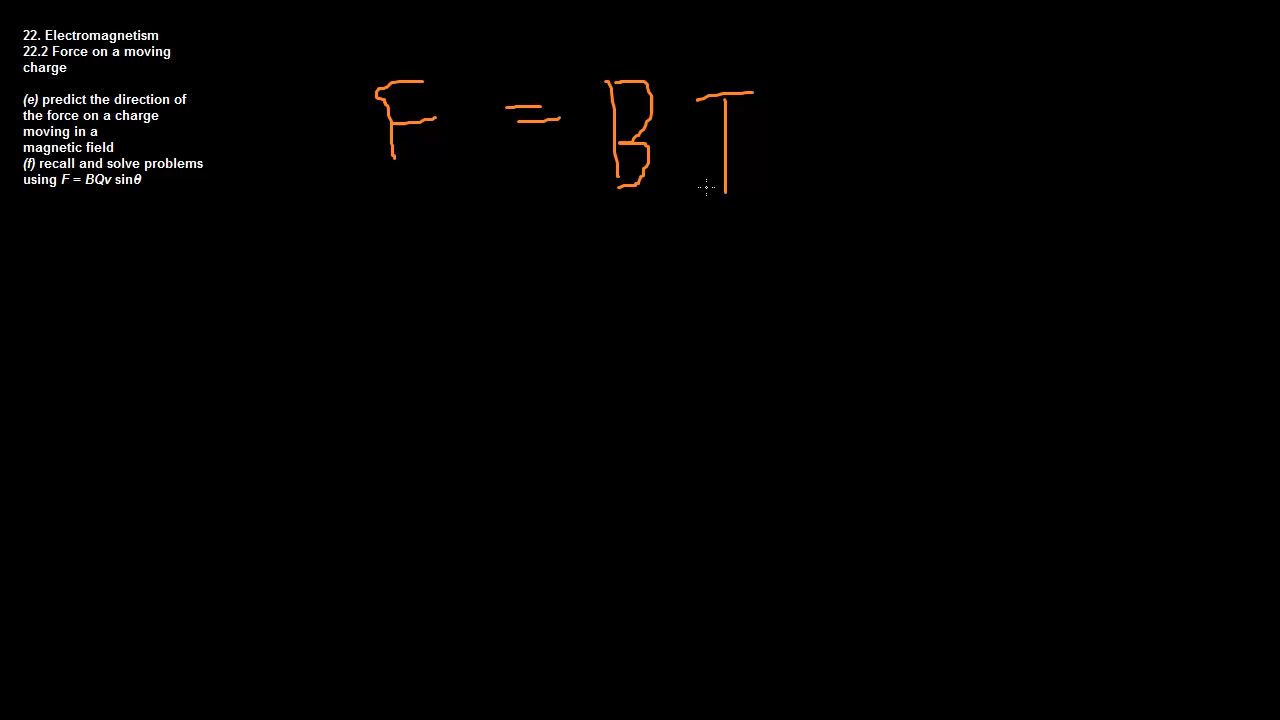 22. Electromagnetism
22.2 Force on a moving
charge
(e) predict the direction of
the force on a charge
moving in a
magnetic field
(f) recall and solve problems
using F = BQv sinθ
F = B T